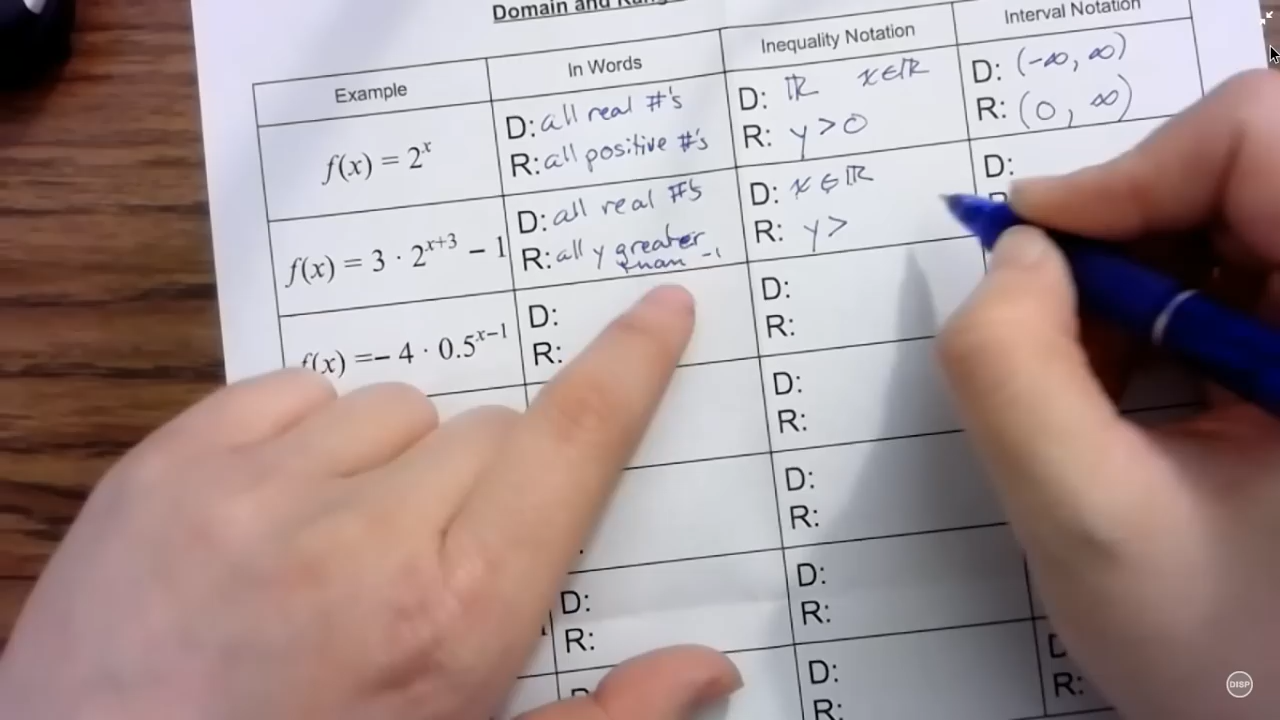 Domain and
Example
In Words
Inequality Notation
Interval Notation
f(x) = 2^x
D: all real #'s
R: all positive #'s
D: ℝ x∈ℝ
R: y > 0
D: (-∞, ∞)
R: (0, ∞)
f(x) = 3 · 2^{x+3} − 1
D: all real #'s
R: all y greater
than -1
D: x∈ℝ
R: y >
D:
f(x) = − 4 · 0.5^{x−1}
D:
R:
D:
R:
D:
R:
D:
R:
D:
R:
D:
R:
D:
R:
R:
DISP